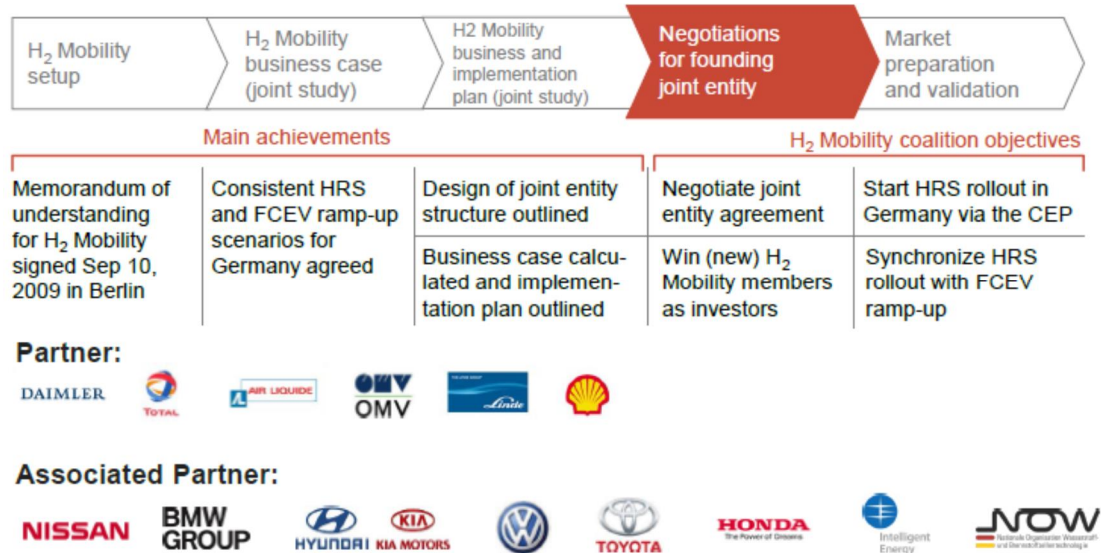 H₂ Mobility
setup
H₂ Mobility
business case
(joint study)
H2 Mobility
business and
implementation
plan (joint study)
Negotiations
for founding
joint entity
Market
preparation
and validation
Main achievements
H₂ Mobility coalition objectives
Memorandum of
understanding
for H₂ Mobility
signed Sep 10,
2009 in Berlin
Consistent HRS
and FCEV ramp-up
scenarios for
Germany agreed
Design of joint entity
structure outlined
Business case calcu-
lated and implemen-
tation plan outlined
Negotiate joint
entity agreement
Win (new) H₂
Mobility members
as investors
Start HRS rollout in
Germany via the CEP
Synchronize HRS
rollout with FCEV
ramp-up
Partner:
DAIMLER
TOTAL
AIR LIQUIDE
OMV
Linde
Associated Partner:
NISSAN
BMW
GROUP
HYUNDAI
KIA
KIA MOTORS
TOYOTA
HONDA
The Power of Dreams
Intelligent
Energy
NOW
Nationale Organisation Wasserstoff-
und Brennstoffzellentechnologie